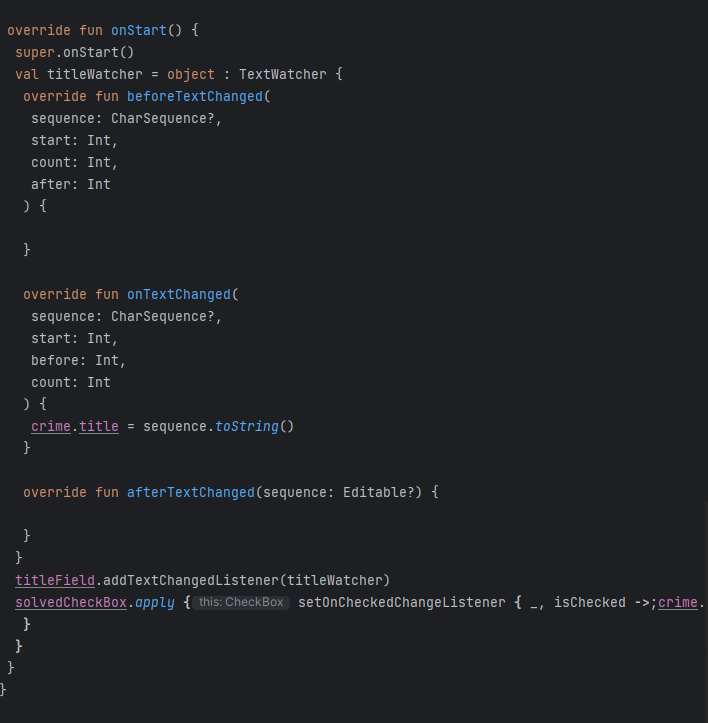 override fun onStart() {
super.onStart()
val titleWatcher = object : TextWatcher {
override fun beforeTextChanged(
sequence: CharSequence?,
start: Int,
count: Int,
after: Int
) {
}
override fun onTextChanged(
sequence: CharSequence?,
start: Int,
before: Int,
count: Int
) {
crime.title = sequence.toString()
}
override fun afterTextChanged(sequence: Editable?) {
}
}
titleField.addTextChangedListener(titleWatcher)
solvedCheckBox.apply { this: CheckBox setOnCheckedChangeListener { _, isChecked ->;crime.
}
}
}
}